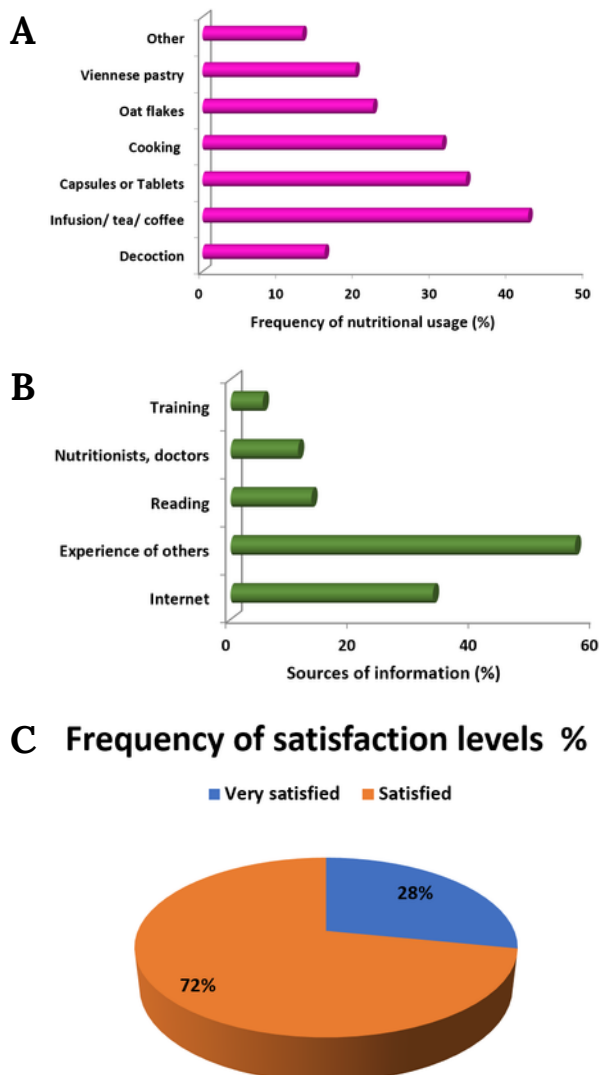 A
Other
Viennese pastry
Oat flakes
Cooking
Capsules or Tablets
Infusion/ tea/ coffee
Decoction
0 10 20 30 40 50
Frequency of nutritional usage (%)
B
Training
Nutritionists, doctors
Reading
Experience of others
Internet
0 20 40 60
Sources of information (%)
C Frequency of satisfaction levels %
Very satisfied Satisfied
28%
72%